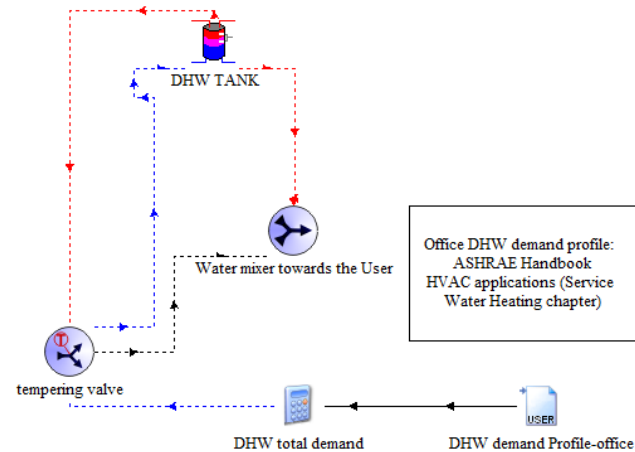 DHW TANK
Water mixer towards the User
Office DHW demand profile:
ASHRAE Handbook
HVAC applications (Service
Water Heating chapter)
T
tempering valve
USER
DHW total demand
DHW demand Profile-office